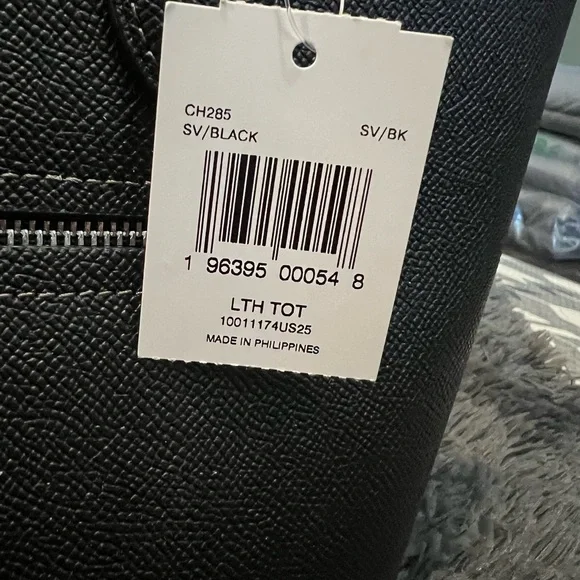 CH285
SV/BLACK SV/BK
1 96395 00054 8
LTH TOT
10011174US25
MADE IN PHILIPPINES